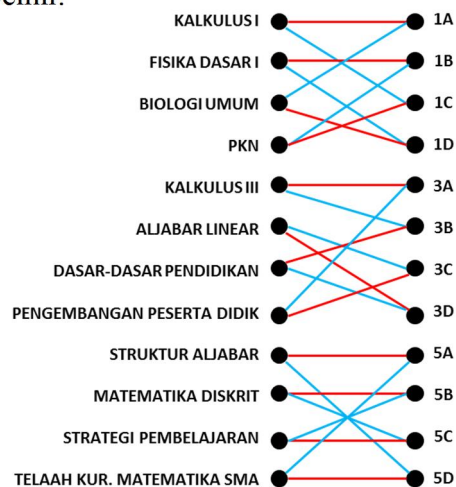 KALKULUS I 1A
FISIKA DASAR I 1B
BIOLOGI UMUM 1C
PKN 1D
KALKULUS III 3A
ALJABAR LINEAR 3B
DASAR-DASAR PENDIDIKAN 3C
PENGEMBANGAN PESERTA DIDIK 3D
STRUKTUR ALJABAR 5A
MATEMATIKA DISKRIT 5B
STRATEGI PEMBELAJARAN 5C
TELAAH KUR. MATEMATIKA SMA 5D